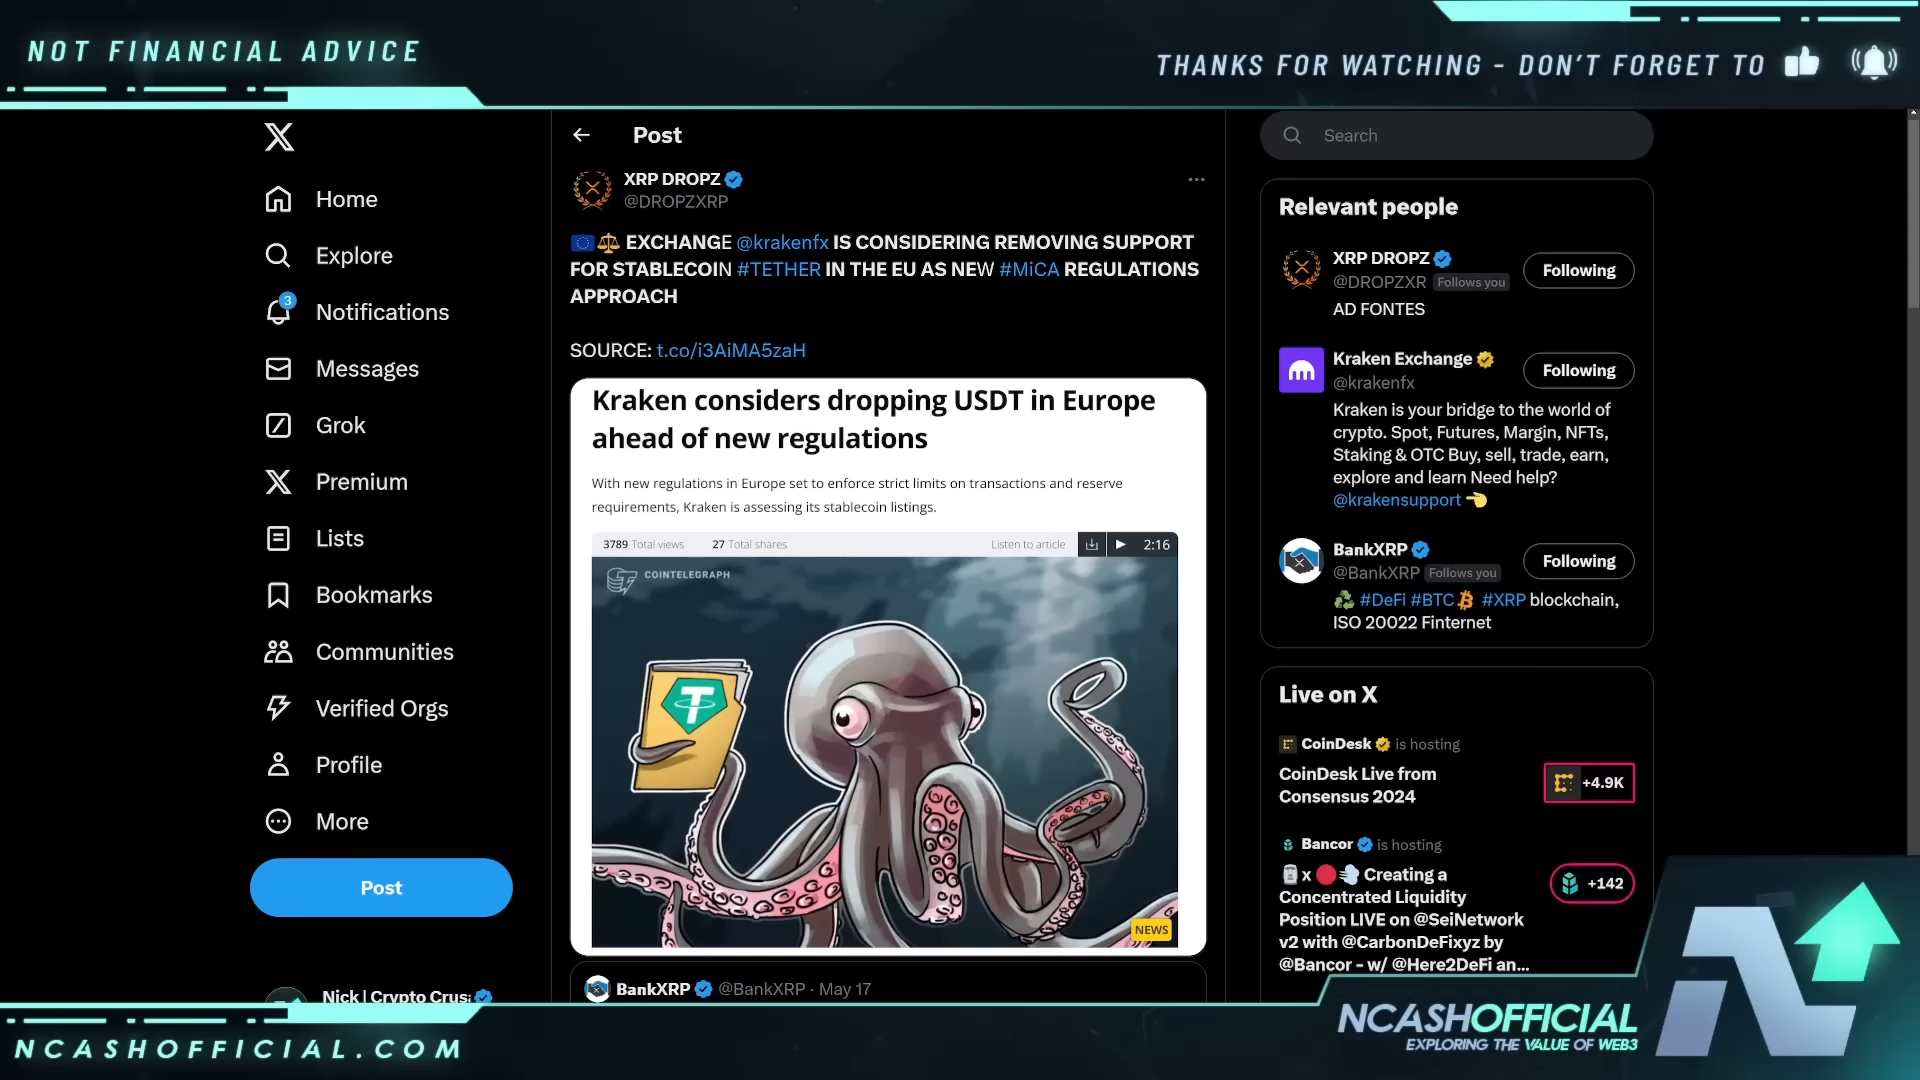 NOT FINANCIAL ADVICE
THANKS FOR WATCHING - DON'T FORGET TO
Home
Explore
3
Notifications
Messages
Grok
Premium
Lists
Bookmarks
Communities
Verified Orgs
Profile
More
Post
Nick | Crypto Crus
Post
XRP DROPZ
@DROPZXRP
EXCHANGE @krakenfx IS CONSIDERING REMOVING SUPPORT
FOR STABLECOIN #TETHER IN THE EU AS NEW #MiCA REGULATIONS
APPROACH
SOURCE: t.co/i3AiMA5zaH
Kraken considers dropping USDT in Europe
ahead of new regulations
With new regulations in Europe set to enforce strict limits on transactions and reserve
requirements, Kraken is assessing its stablecoin listings.
3789 Total views 27 Total shares Listen to article 2:16
COINTELEGRAPH
NEWS
BankXRP @BankXRP · May 17
Search
Relevant people
XRP DROPZ
@DROPZXR Follows you
Following
AD FONTES
Kraken Exchange
@krakenfx
Following
Kraken is your bridge to the world of
crypto. Spot, Futures, Margin, NFTs,
Staking & OTC Buy, sell, trade, earn,
explore and learn Need help?
@krakensupport
BankXRP
@BankXRP Follows you
Following
#DeFi #BTC #XRP blockchain,
ISO 20022 Finternet
Live on X
CoinDesk is hosting
CoinDesk Live from
Consensus 2024
+4.9K
Bancor is hosting
x Creating a
Concentrated Liquidity
Position LIVE on @SeiNetwork
v2 with @CarbonDeFixyz by
@Bancor - w/ @Here2DeFi an...
+142
NCASHOFFICIAL.COM
NCASHOFFICIAL
EXPLORING THE VALUE OF WEB3